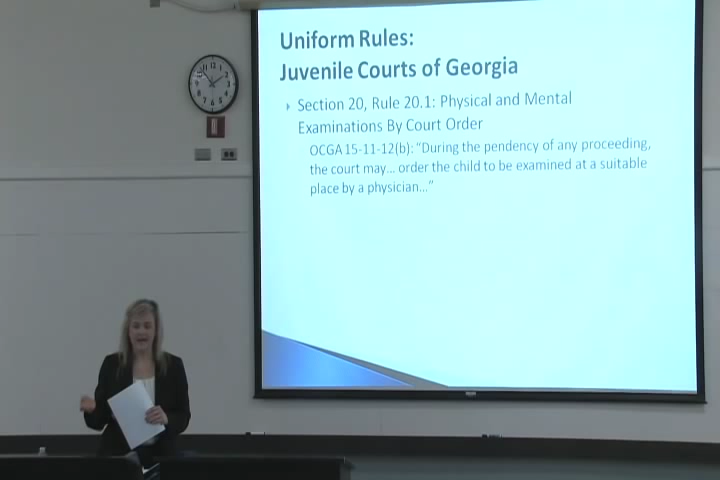 Uniform Rules:
Juvenile Courts of Georgia
Section 20, Rule 20.1: Physical and Mental
Examinations By Court Order
OCGA 15-11-12(b): “During the pendency of any proceeding,
the court may... order the child to be examined at a suitable
place by a physician...”